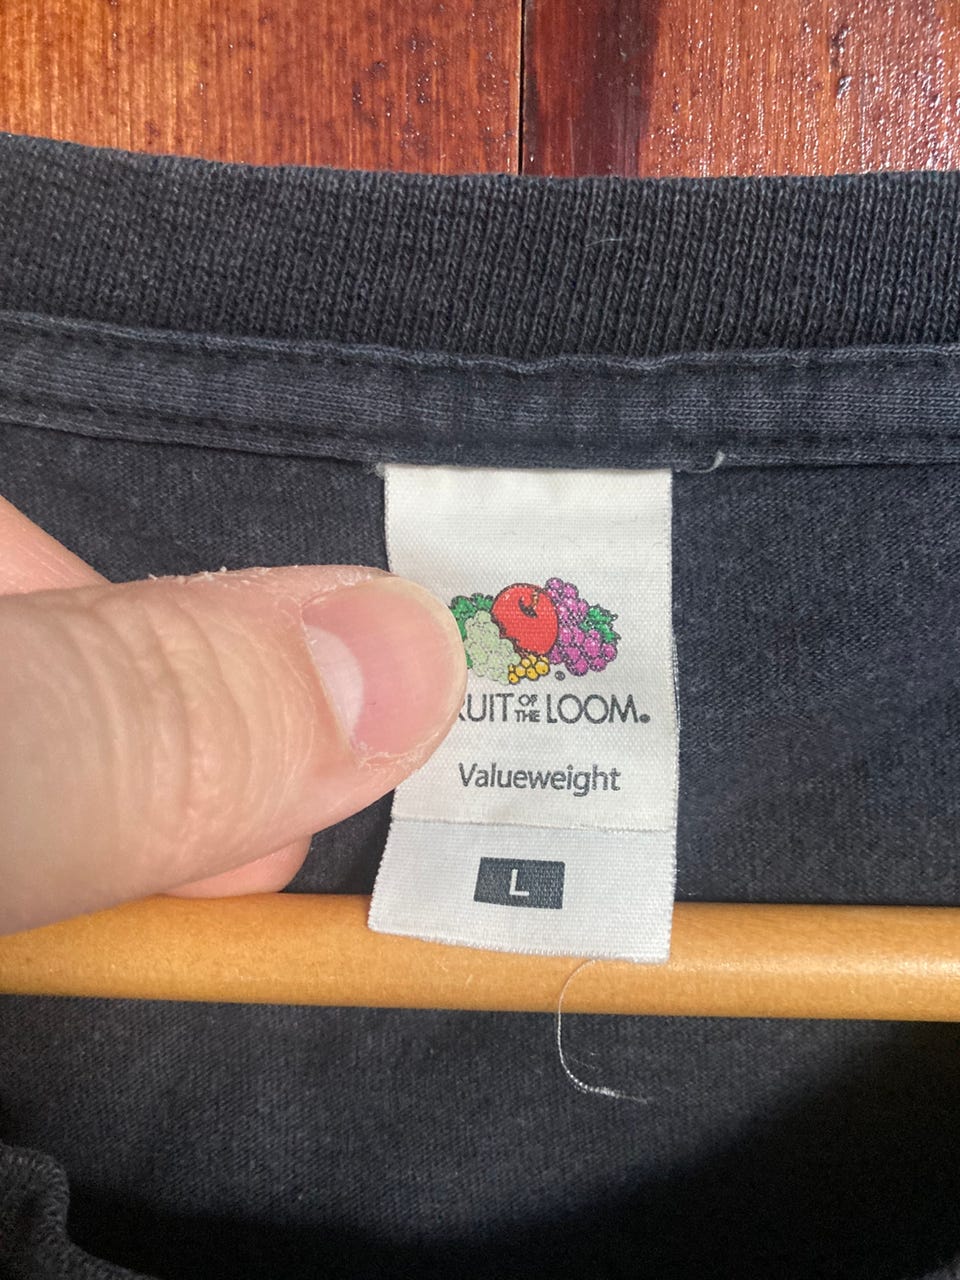 RUIT OF THE LOOM.
Valueweight
L